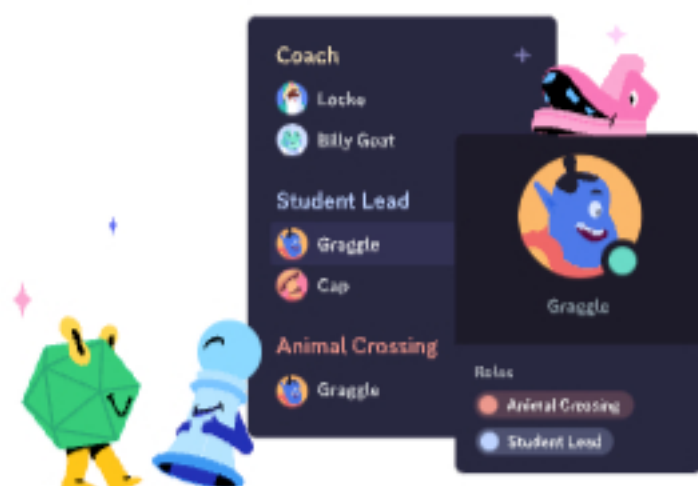 Coach
Locke
Billy Goat
Student Lead
Graggle
Cap
Animal Crossing
Graggle
Graggle
Roles
Animal Crossing
Student Lead